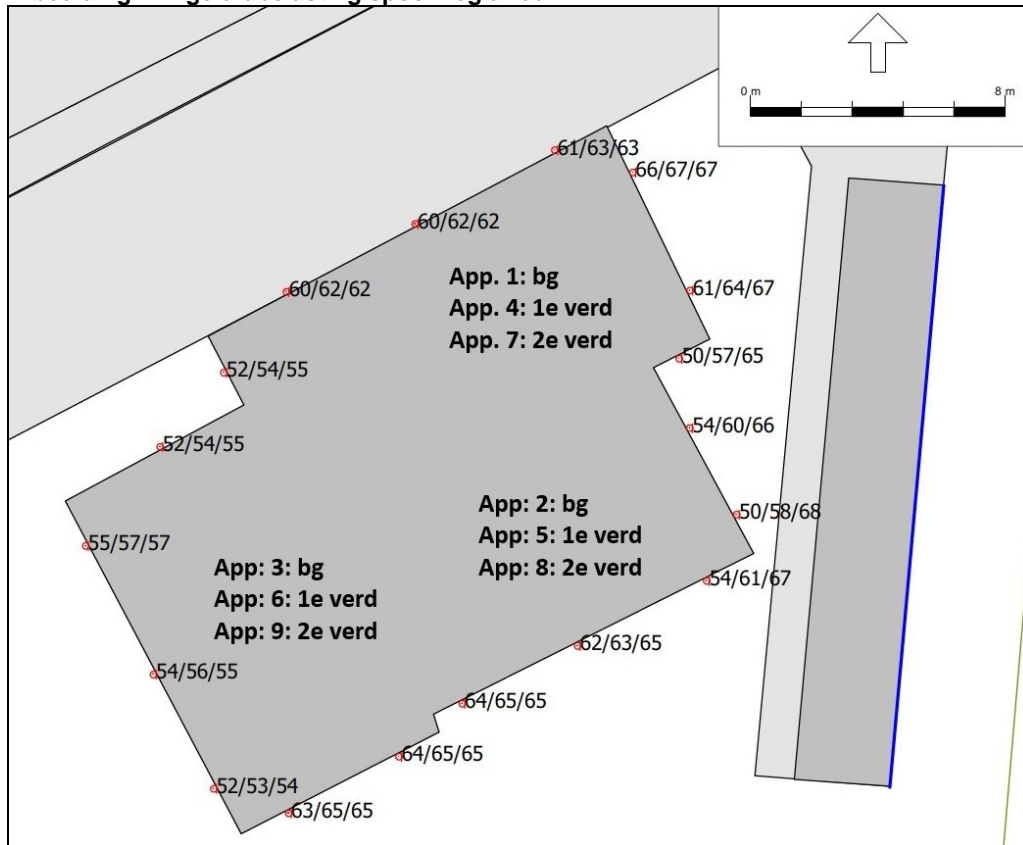 0 m 8 m
61/63/63
66/67/67
60/62/62
App. 1: bg
App. 4: 1e verd
App. 7: 2e verd
60/62/62
61/64/67
50/57/65
52/54/55
54/60/66
52/54/55
App: 2: bg
App: 5: 1e verd
App: 8: 2e verd
50/58/68
55/57/57
App: 3: bg
App: 6: 1e verd
App: 9: 2e verd
54/61/67
62/63/65
54/56/55
64/65/65
64/65/65
52/53/54
63/65/65